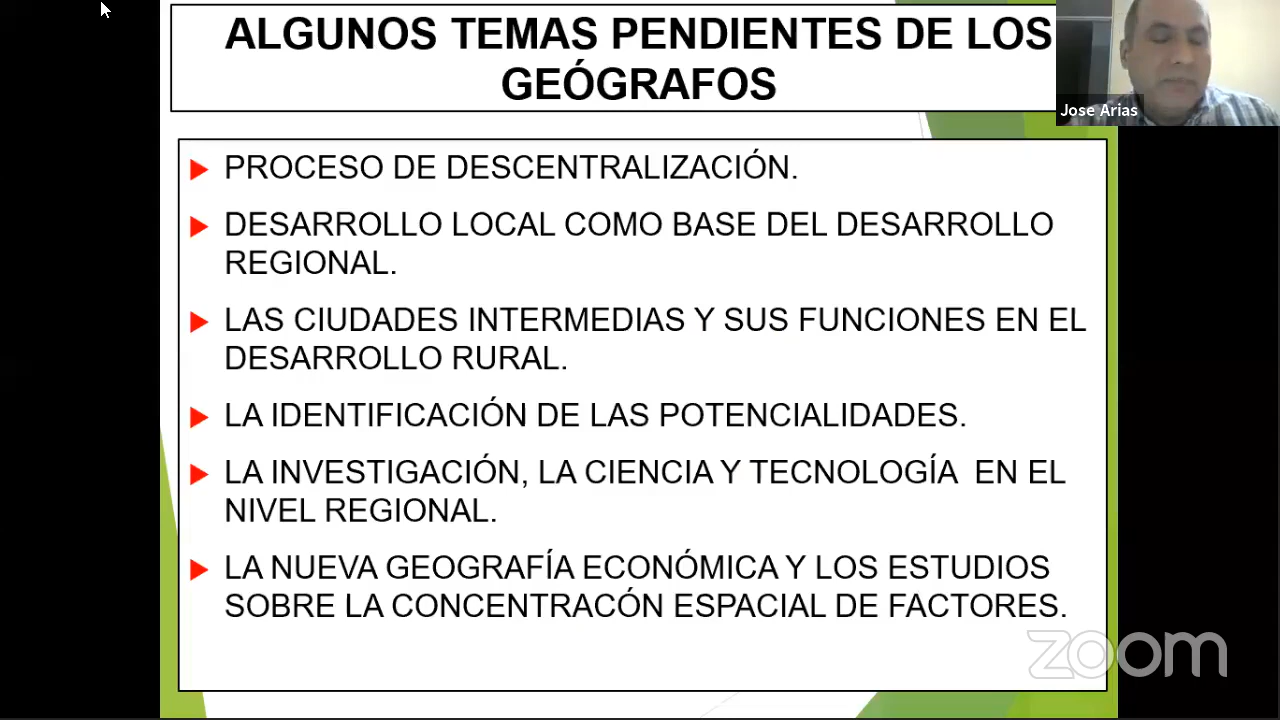 ALGUNOS TEMAS PENDIENTES DE LOS
GEÓGRAFOS
Jose Arias
PROCESO DE DESCENTRALIZACIÓN.
DESARROLLO LOCAL COMO BASE DEL DESARROLLO
REGIONAL.
LAS CIUDADES INTERMEDIAS Y SUS FUNCIONES EN EL
DESARROLLO RURAL.
LA IDENTIFICACIÓN DE LAS POTENCIALIDADES.
LA INVESTIGACIÓN, LA CIENCIA Y TECNOLOGÍA  EN EL
NIVEL REGIONAL.
LA NUEVA GEOGRAFÍA ECONÓMICA Y LOS ESTUDIOS
SOBRE LA CONCENTRACÓN ESPACIAL DE FACTORES.
zoom